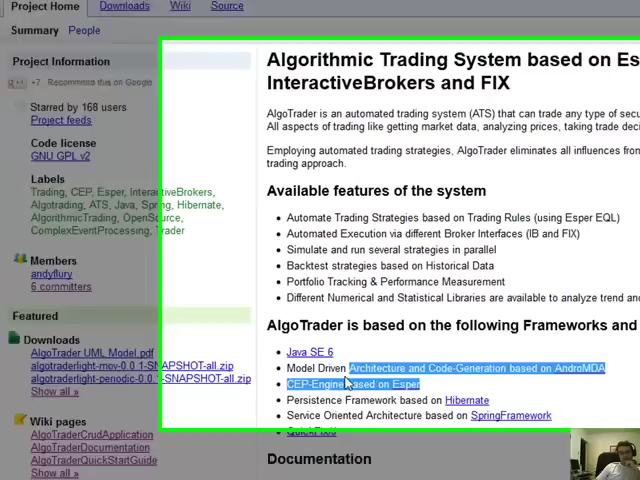 Project Home Downloads Wiki Source
Summary People
Project Information
+7 Recommend this on Google
Starred by 168 users
Project feeds
Code license
GNU GPL v2
Labels
Trading, CEP, Esper, InteractiveBrokers,
Algotrading, ATS, Java, Spring, Hibernate,
AlgorithmicTrading, OpenSource,
ComplexEventProcessing, Trader
Members
andyflury
6 committers
Featured
Downloads
AlgoTrader UML Model.pdf
algotraderlight-mov-0.0.1-SNAPSHOT-all.zip
algotraderlight-periodic-0.0.1-SNAPSHOT-all.zip
Show all »
Wiki pages
AlgoTraderCrudApplication
AlgoTraderDocumentation
AlgoTraderQuickStartGuide
Show all »
Algorithmic Trading System based on Es
InteractiveBrokers and FIX
AlgoTrader is an automated trading system (ATS) that can trade any type of secu
All aspects of trading like getting market data, analyzing prices, taking trade deci
Employing automated trading strategies, AlgoTrader eliminates all influences from
trading approach.
Available features of the system
Automate Trading Strategies based on Trading Rules (using Esper EQL)
Automated Execution via different Broker Interfaces (IB and FIX)
Simulate and run several strategies in parallel
Backtest strategies based on Historical Data
Portfolio Tracking & Performance Measurement
Different Numerical and Statistical Libraries are available to analyze trend an
AlgoTrader is based on the following Frameworks and
Java SE 6
Model Driven Architecture and Code-Generation based on AndroMDA
CEP-Engine based on Esper
Persistence Framework based on Hibernate
Service Oriented Architecture based on SpringFramework
QuickFix/J
Documentation